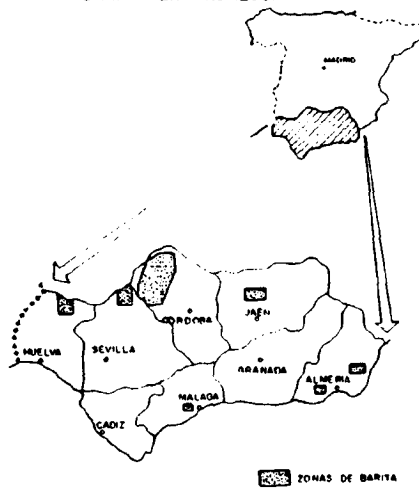 MADRID
CORDOBA
JAEN
HUELVA
SEVILLA
GRANADA
ALMERIA
MALAGA
CADIZ
ZONAS DE BARITA